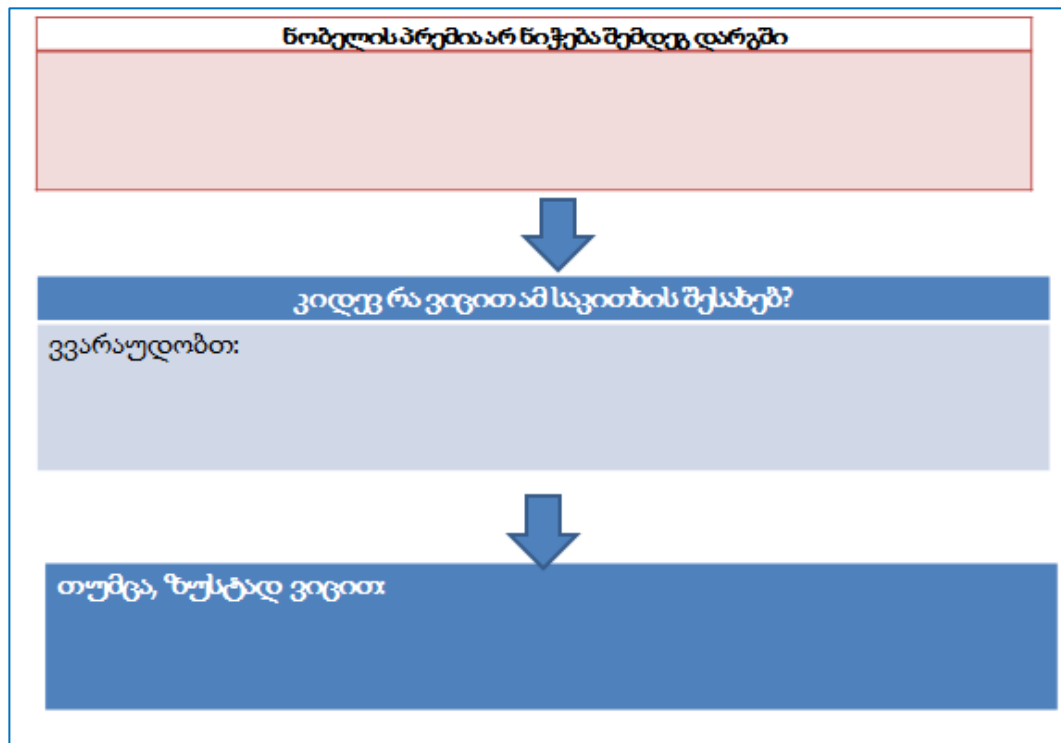 ნობელის პრემია არ ნიჭება შემდეგ დარგში
კიდევ რა ვიცით ამ საკითხის შესახებ?
ვვარაუდობთ:
თუმცა, ზუსტად ვიცით: